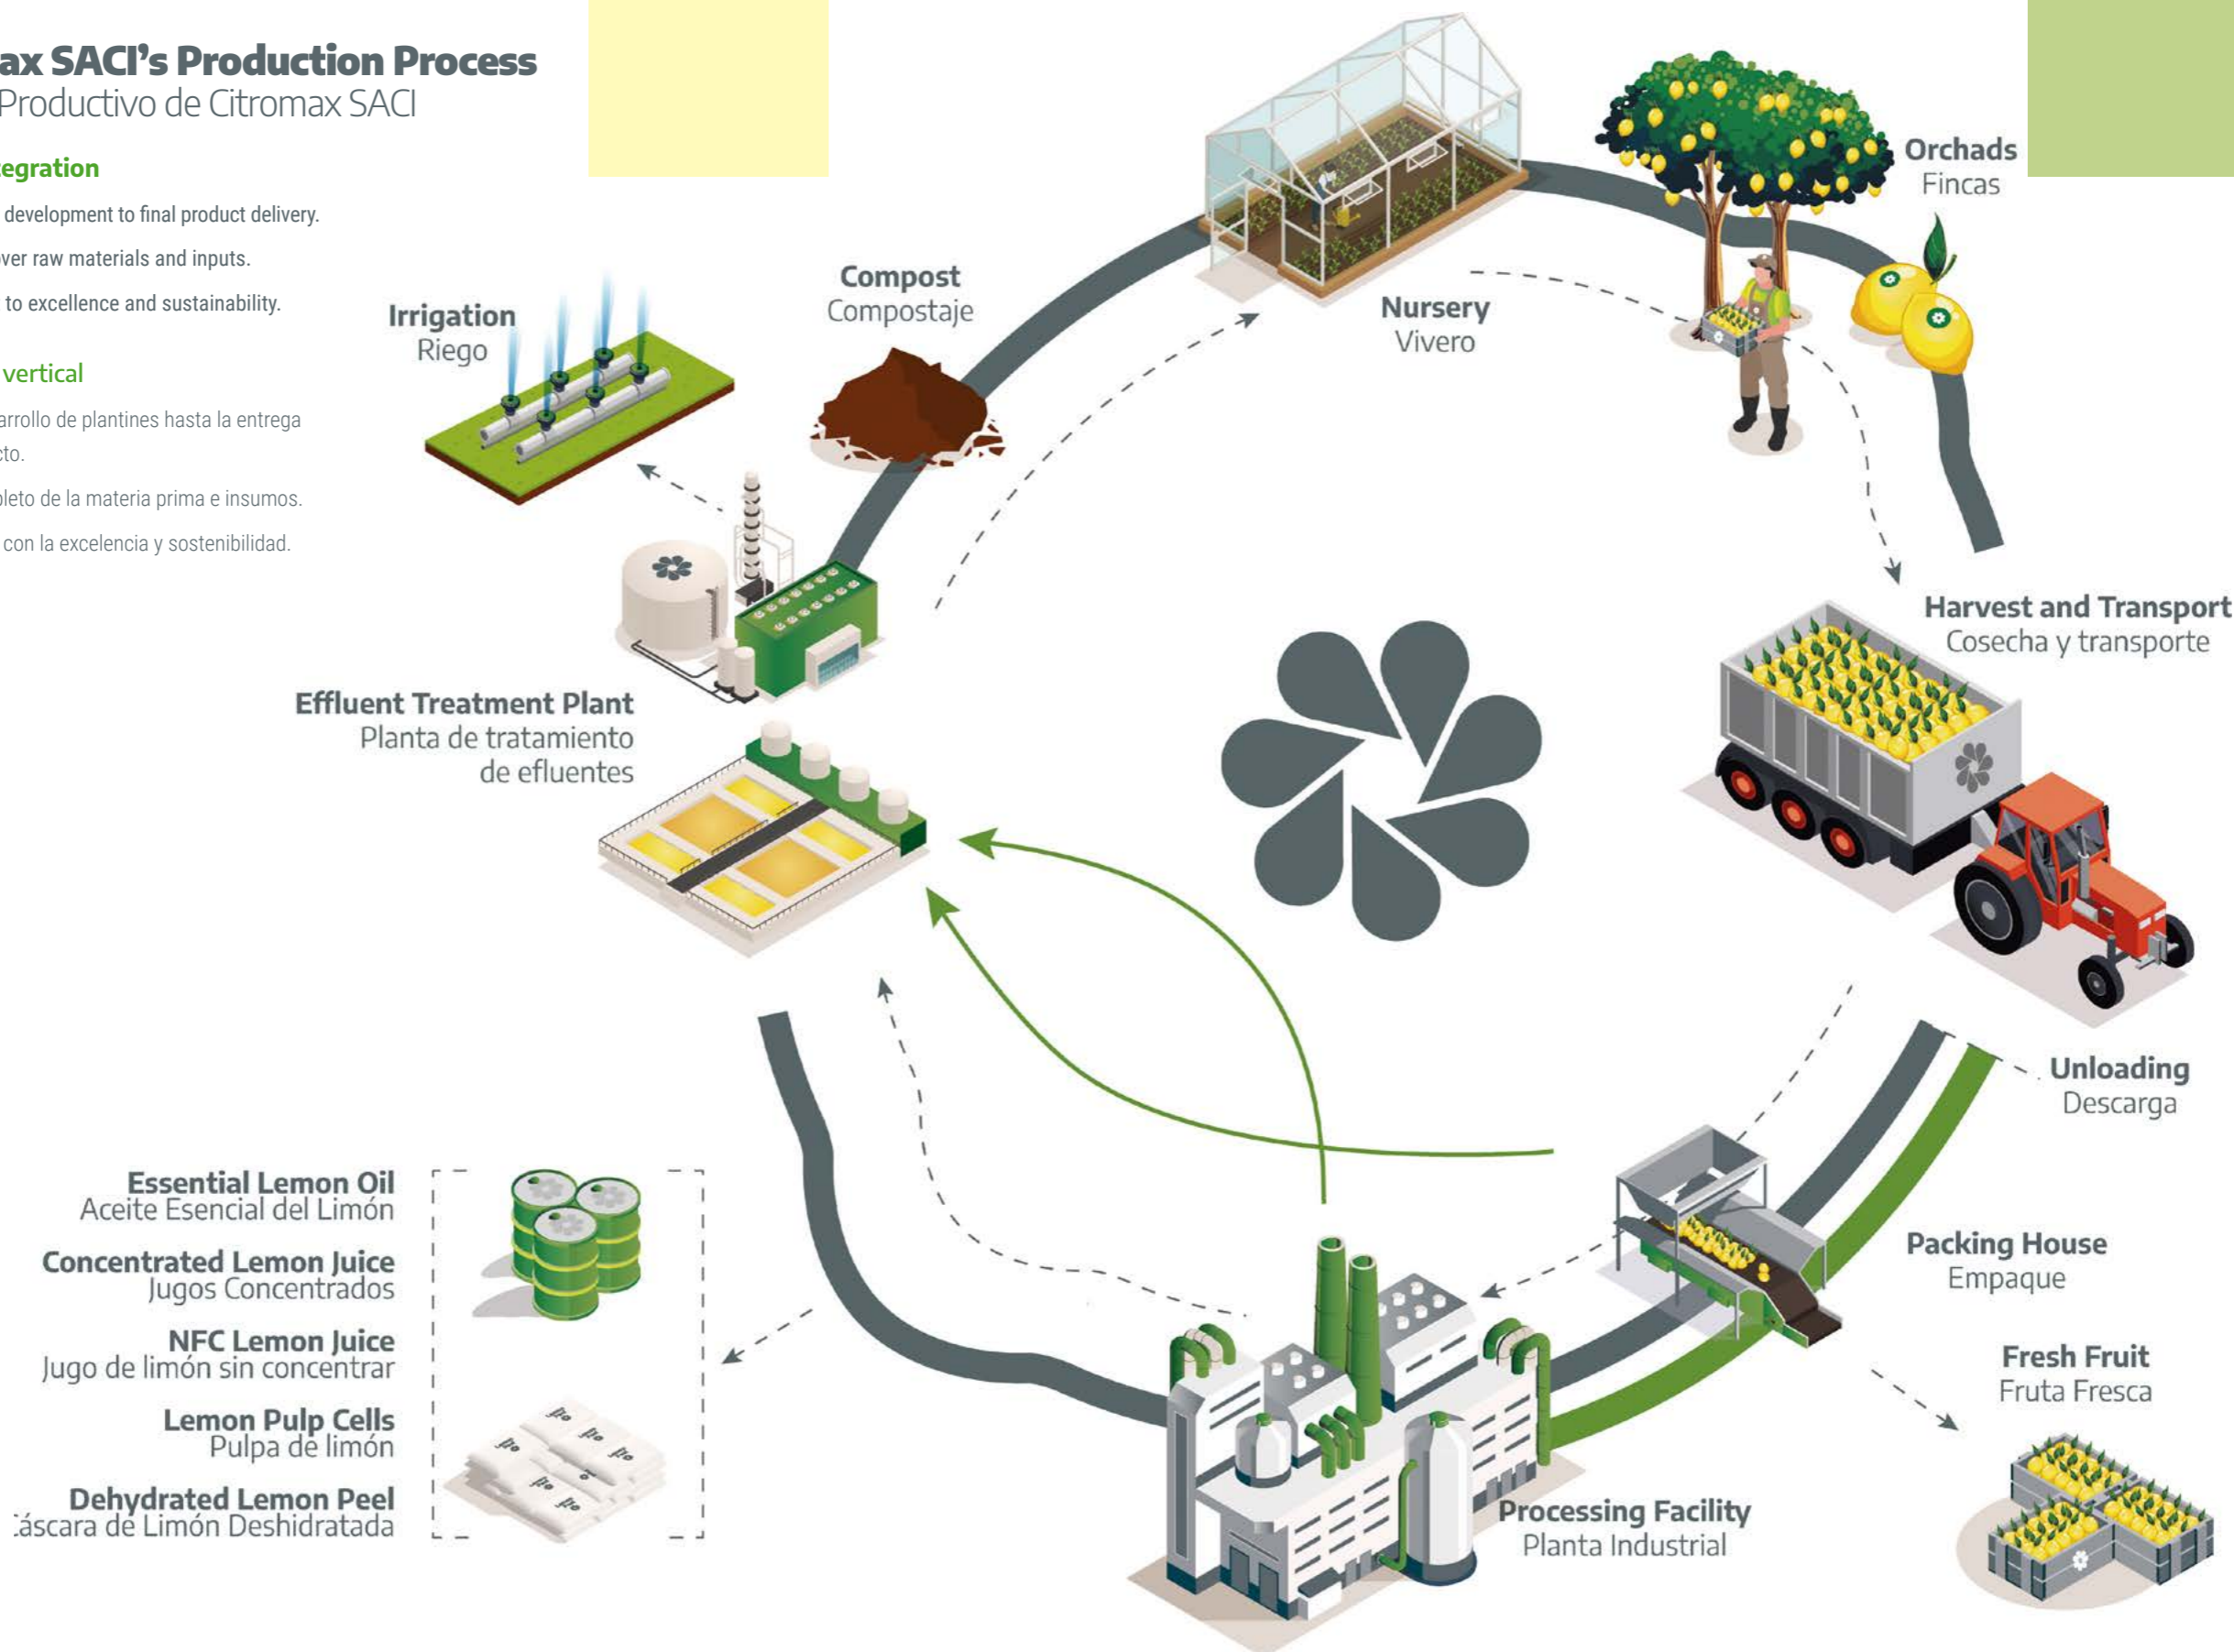 ax SACI's Production Process
Productivo de Citromax SACI
tegration
development to final product delivery.
over raw materials and inputs.
to excellence and sustainability.
vertical
arrollo de plantines hasta la entrega
cto.
pleto de la materia prima e insumos.
con la excelencia y sostenibilidad.
Irrigation
Riego
Compost
Compostaje
Nursery
Vivero
Orchads
Fincas
Harvest and Transport
Cosecha y transporte
Effluent Treatment Plant
Planta de tratamiento
de efluentes
Unloading
Descarga
Packing House
Empaque
Fresh Fruit
Fruta Fresca
Processing Facility
Planta Industrial
Essential Lemon Oil
Aceite Esencial del Limón
Concentrated Lemon Juice
Jugos Concentrados
NFC Lemon Juice
Jugo de limón sin concentrar
Lemon Pulp Cells
Pulpa de limón
Dehydrated Lemon Peel
áscara de Limón Deshidratada